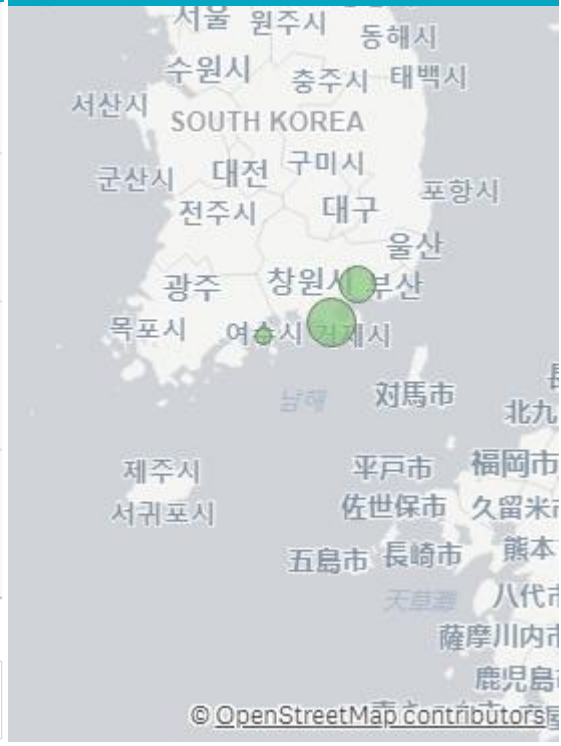 서울 원주시
동해시
수원시 충주시 태백시
서산시
SOUTH KOREA
군산시 대전 구미시
전주시 대구 포항시
울산
광주 창원시 부산
목포시 여수시 거제시
남해 対馬市
北九
제주시 平戸市 福岡市
서귀포시 佐世保市 久留米市
五島市 長崎市 熊本
天草灘 八代市
薩摩川内市
鹿児島市
© OpenStreetMap contributors